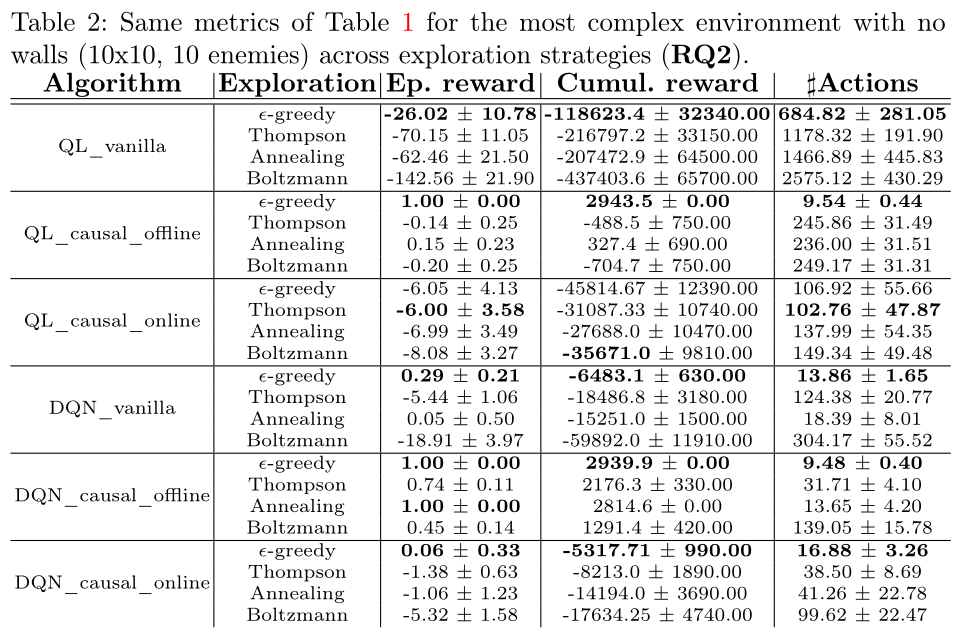 Table 2: Same metrics of Table 1 for the most complex environment with no
walls (10x10, 10 enemies) across exploration strategies (RQ2).
Algorithm Exploration Ep. reward Cumul. reward ♯Actions
QL_vanilla
ϵ-greedy -26.02 ± 10.78 -118623.4 ± 32340.00 684.82 ± 281.05
Thompson -70.15 ± 11.05 -216797.2 ± 33150.00 1178.32 ± 191.90
Annealing -62.46 ± 21.50 -207472.9 ± 64500.00 1466.89 ± 445.83
Boltzmann -142.56 ± 21.90 -437403.6 ± 65700.00 2575.12 ± 430.29
QL_causal_offline
ϵ-greedy 1.00 ± 0.00 2943.5 ± 0.00 9.54 ± 0.44
Thompson -0.14 ± 0.25 -488.5 ± 750.00 245.86 ± 31.49
Annealing 0.15 ± 0.23 327.4 ± 690.00 236.00 ± 31.51
Boltzmann -0.20 ± 0.25 -704.7 ± 750.00 249.17 ± 31.31
QL_causal_online
ϵ-greedy -6.05 ± 4.13 -45814.67 ± 12390.00 106.92 ± 55.66
Thompson -6.00 ± 3.58 -31087.33 ± 10740.00 102.76 ± 47.87
Annealing -6.99 ± 3.49 -27688.0 ± 10470.00 137.99 ± 54.35
Boltzmann -8.08 ± 3.27 -35671.0 ± 9810.00 149.34 ± 49.48
DQN_vanilla
ϵ-greedy 0.29 ± 0.21 -6483.1 ± 630.00 13.86 ± 1.65
Thompson -5.44 ± 1.06 -18486.8 ± 3180.00 124.38 ± 20.77
Annealing 0.05 ± 0.50 -15251.0 ± 1500.00 18.39 ± 8.01
Boltzmann -18.91 ± 3.97 -59892.0 ± 11910.00 304.17 ± 55.52
DQN_causal_offline
ϵ-greedy 1.00 ± 0.00 2939.9 ± 0.00 9.48 ± 0.40
Thompson 0.74 ± 0.11 2176.3 ± 330.00 31.71 ± 4.10
Annealing 1.00 ± 0.00 2814.6 ± 0.00 13.65 ± 4.20
Boltzmann 0.45 ± 0.14 1291.4 ± 420.00 139.05 ± 15.78
DQN_causal_online
ϵ-greedy 0.06 ± 0.33 -5317.71 ± 990.00 16.88 ± 3.26
Thompson -1.38 ± 0.63 -8213.0 ± 1890.00 38.50 ± 8.69
Annealing -1.06 ± 1.23 -14194.0 ± 3690.00 41.26 ± 22.78
Boltzmann -5.32 ± 1.58 -17634.25 ± 4740.00 99.62 ± 22.47